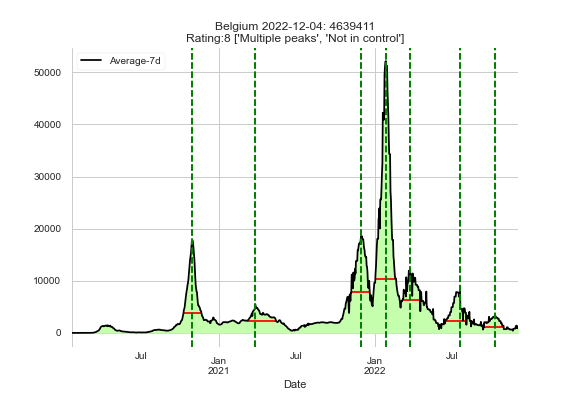 Belgium 2022-12-04: 4639411
Rating:8 ['Multiple peaks', 'Not in control']
Average-7d
50000
40000
30000
20000
10000
0
Jul
Jan
2021
Jul
Jan
2022
Jul
Date